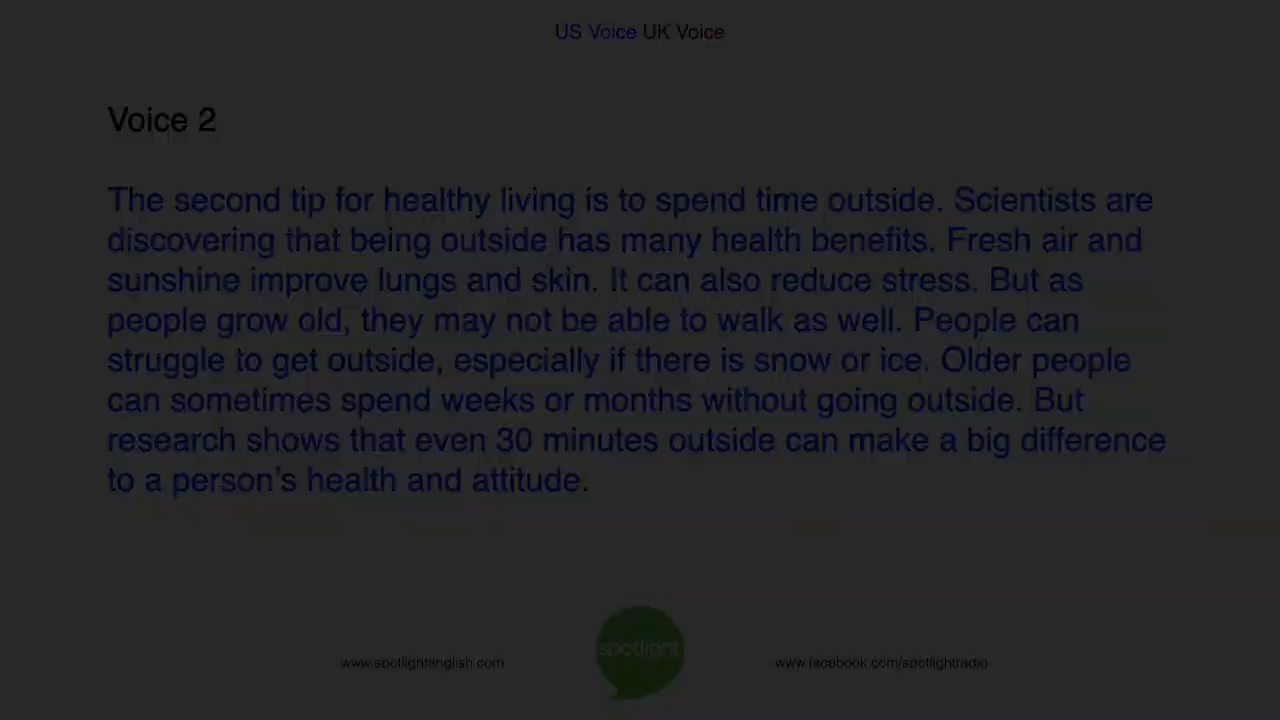 US Voice UK Voice
Voice 2
The second tip for healthy living is to spend time outside. Scientists are
discovering that being outside has many health benefits. Fresh air and
sunshine improve lungs and skin. It can also reduce stress. But as
people grow old, they may not be able to walk as well. People can
struggle to get outside, especially if there is snow or ice. Older people
can sometimes spend weeks or months without going outside. But
research shows that even 30 minutes outside can make a big difference
to a person's health and attitude.
www.spotlightenglish.com
spotlight
www.facebook.com/spotlightradio